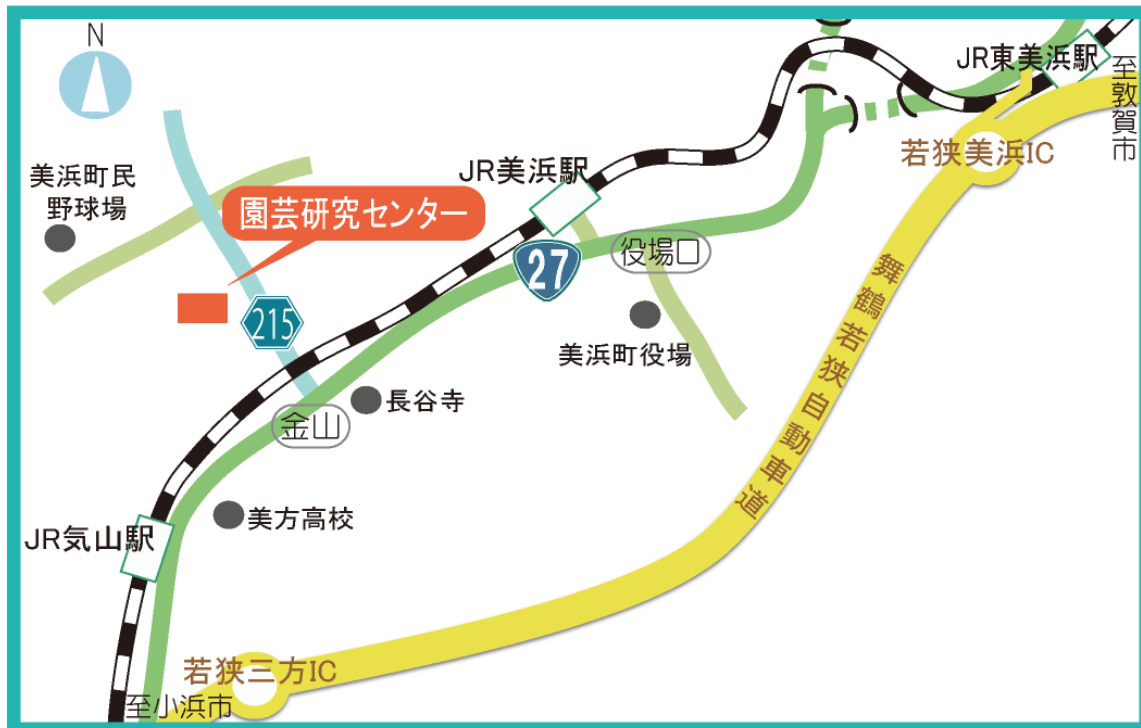 N
JR東美浜駅
至敦賀市
若狭美浜IC
美浜町民
野球場
JR美浜駅
園芸研究センター
27
役場口
215
美浜町役場
舞鶴若狭自動車道
長谷寺
金山
美方高校
JR気山駅
若狭三方IC
至小浜市